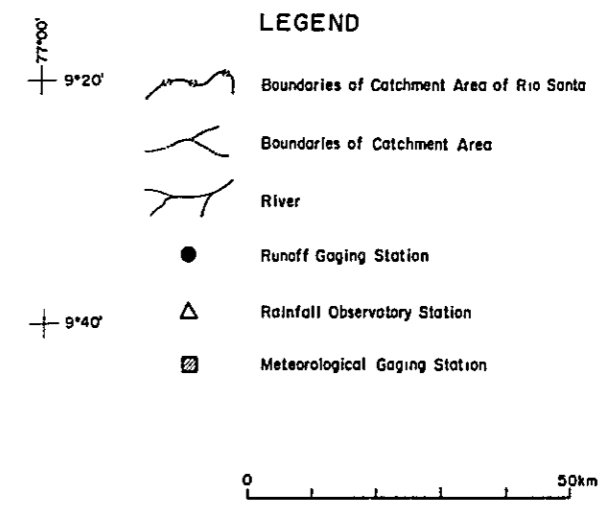 LEGEND
77°00'
9°20'
Boundaries of Catchment Area of Rio Santa
Boundaries of Catchment Area
River
Runoff Gaging Station
9°40'
Rainfall Observatory Station
Meteorological Gaging Station
0 50km